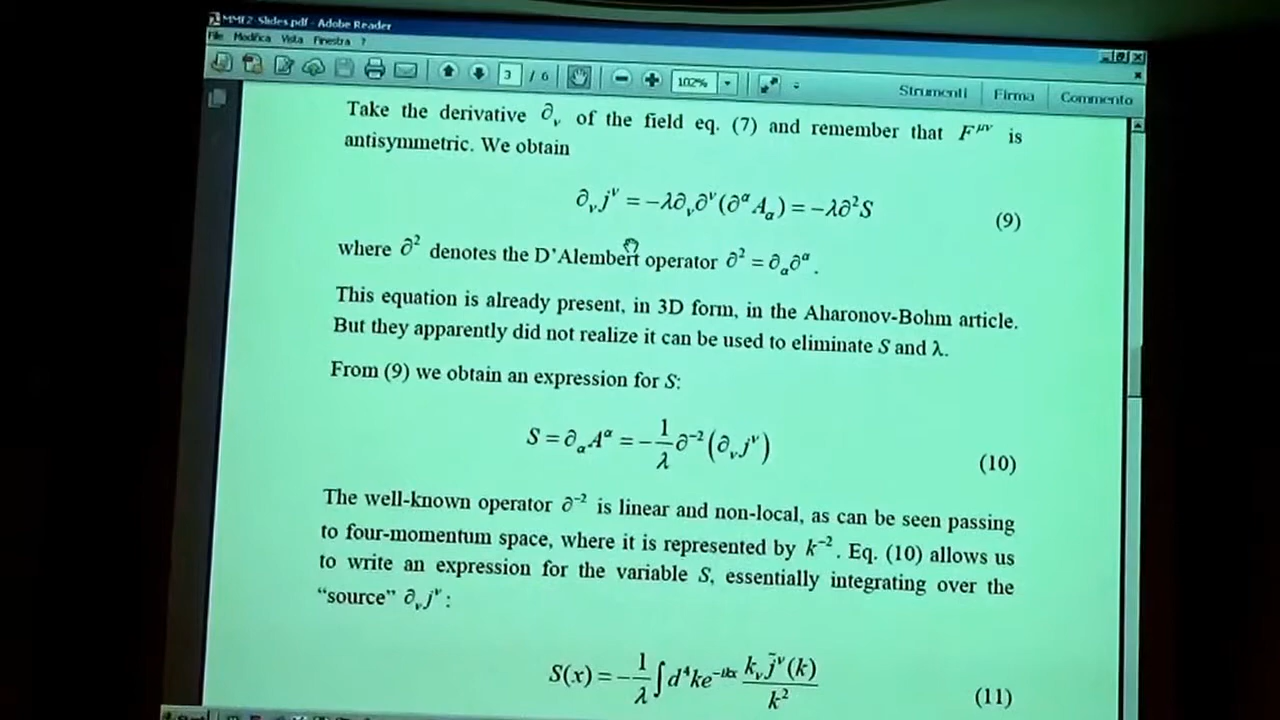 MMF2-Slides.pdf - Adobe Reader
File Modifica Vista Finestra ?
3 / 6 102% Strumenti Firma Commento
Take the derivative ∂ᵥ of the field eq. (7) and remember that F^{μν} is
antisymmetric. We obtain
∂_ν j^ν = −λ∂_ν∂^ν(∂^α A_α) = −λ∂²S (9)
where ∂² denotes the D’Alembert operator ∂² = ∂_α∂^α .
This equation is already present, in 3D form, in the Aharonov-Bohm article.
But they apparently did not realize it can be used to eliminate S and λ.
From (9) we obtain an expression for S:
S = ∂_α A^α = −1/λ ∂⁻²(∂_ν j^ν) (10)
The well-known operator ∂⁻² is linear and non-local, as can be seen passing
to four-momentum space, where it is represented by k⁻². Eq. (10) allows us
to write an expression for the variable S, essentially integrating over the
“source” ∂_ν j^ν :
S(x) = −1/λ ∫ d⁴k e^{−ikx} k_ν j̃^ν(k) / k² (11)